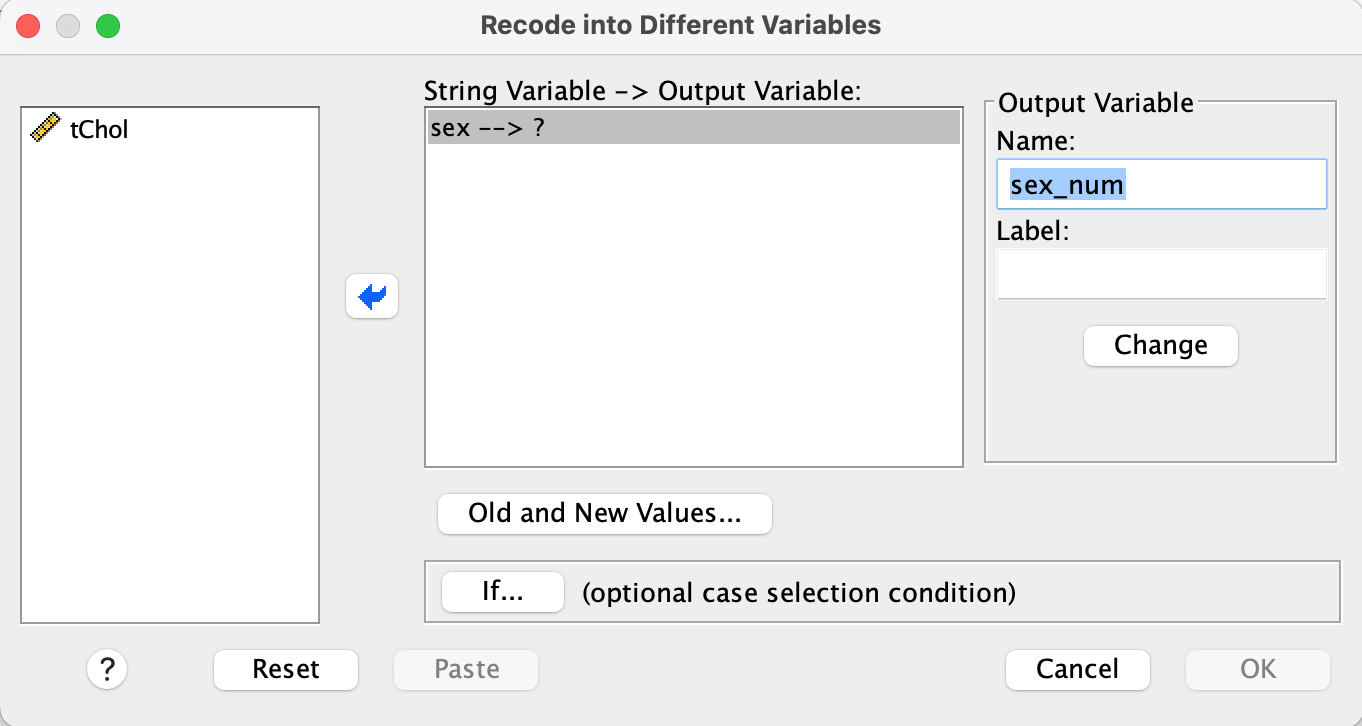 Recode into Different Variables
tChol
String Variable -> Output Variable:
sex --> ?
Output Variable
Name:
sex_num
Label:
Change
Old and New Values...
If...
(optional case selection condition)
?
Reset
Paste
Cancel
OK